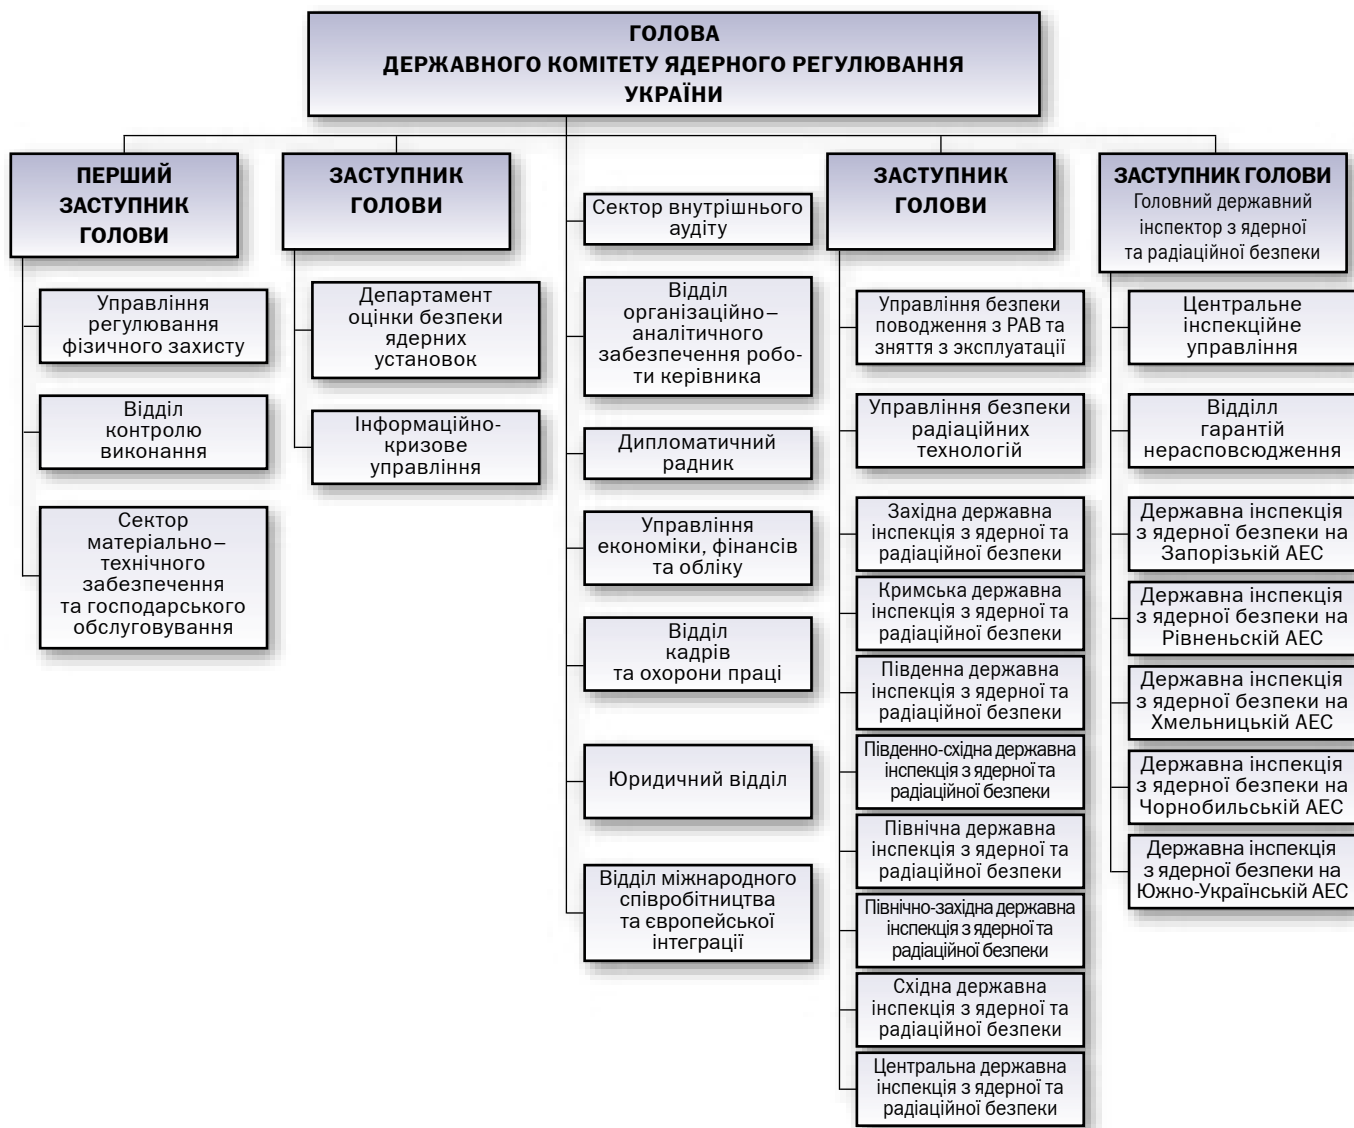 ГОЛОВА
ДЕРЖАВНОГО КОМІТЕТУ ЯДЕРНОГО РЕГУЛЮВАННЯ
УКРАЇНИ
ПЕРШИЙ
ЗАСТУПНИК
ГОЛОВИ
Управління
регулювання
фізичного захисту
Відділ
контролю
виконання
Сектор
матеріально–
технічного
забезпечення
та господарського
обслуговування
ЗАСТУПНИК
ГОЛОВИ
Департамент
оцінки безпеки
ядерних
установок
Інформаційно-
кризове
управління
Сектор внутрішнього
аудіту
Відділ
організаційно–
аналітичного
забезпечення робо-
ти керівника
Дипломатичний
радник
Управління
економіки, фінансів
та обліку
Відділ
кадрів
та охорони праці
Юридичний відділ
Відділ міжнародного
співробітництва
та європейської
інтеграції
ЗАСТУПНИК
ГОЛОВИ
Управління безпеки
поводження з РАВ та
зняття з эксплуатації
Управління безпеки
радіаційних
технологій
Західна державна
інспекція з ядерної та
радіаційної безпеки
Кримська державна
інспекція з ядерної та
радіаційної безпеки
Південна державна
інспекція з ядерної та
радіаційної безпеки
Південно-східна державна
інспекція з ядерної та
радіаційної безпеки
Північна державна
інспекція з ядерної та
радіаційної безпеки
Північно-західна державна
інспекція з ядерної та
радіаційної безпеки
Східна державна
інспекція з ядерної та
радіаційної безпеки
Центральна державна
інспекція з ядерної та
радіаційної безпеки
ЗАСТУПНИК ГОЛОВИ
Головний державний
інспектор з ядерної
та радіаційної безпеки
Центральне
інспекційне
управління
Відділл
гарантій
нерасповсюдження
Державна інспекція
з ядерної безпеки на
Запорізькій АЕС
Державна інспекція
з ядерної безпеки на
Рівненьскій АЕС
Державна інспекція
з ядерної безпеки на
Хмельницькій АЕС
Державна інспекція
з ядерної безпеки на
Чорнобильській АЕС
Державна інспекція
з ядерної безпеки на
Южно-Українській АЕС